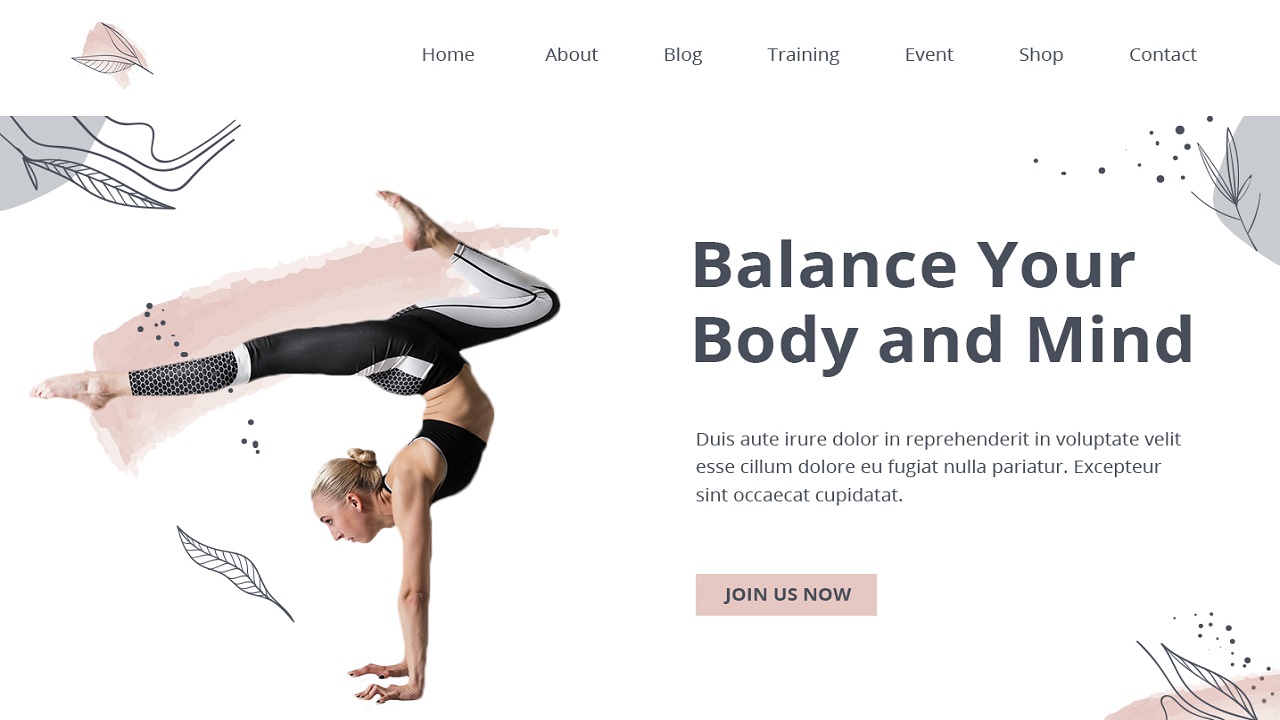 Home About Blog Training Event Shop Contact
Balance Your
Body and Mind
Duis aute irure dolor in reprehenderit in voluptate velit
esse cillum dolore eu fugiat nulla pariatur. Excepteur
sint occaecat cupidatat.
JOIN US NOW